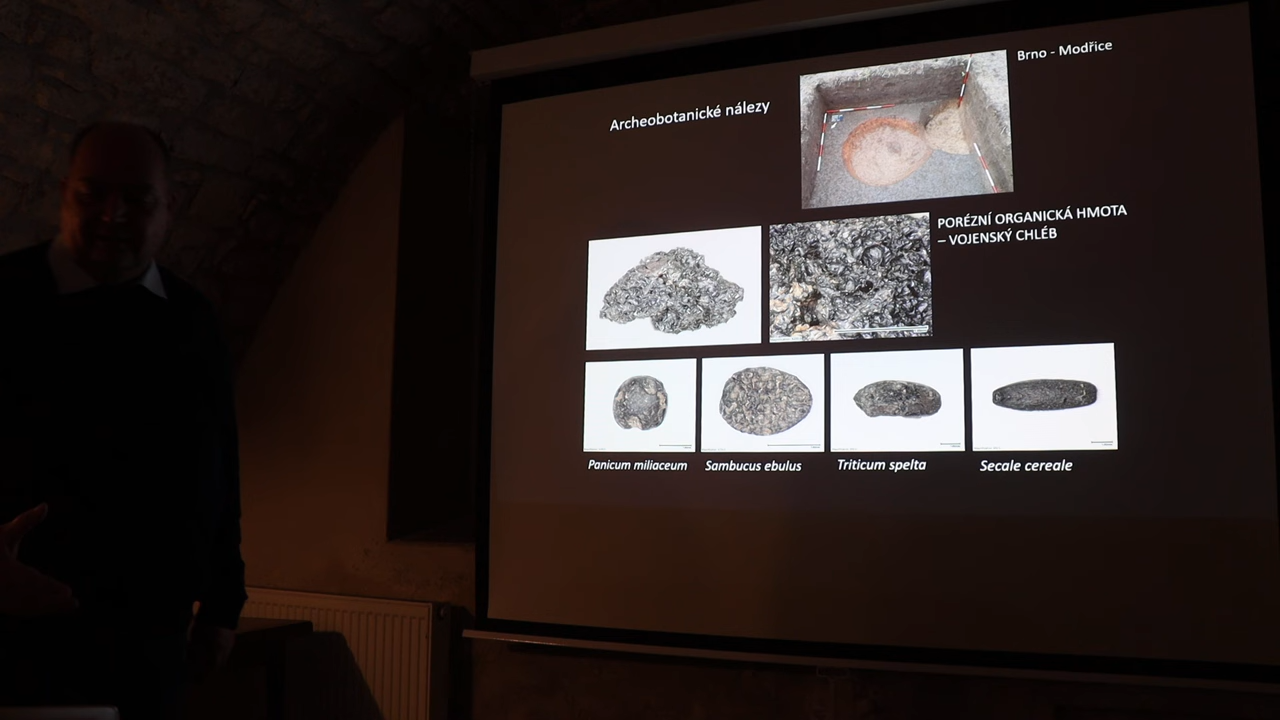 Brno - Modřice
Archeobotanické nálezy
PORÉZNÍ ORGANICKÁ HMOTA
– VOJENSKÝ CHLÉB
Panicum miliaceum
Sambucus ebulus
Triticum spelta
Secale cereale